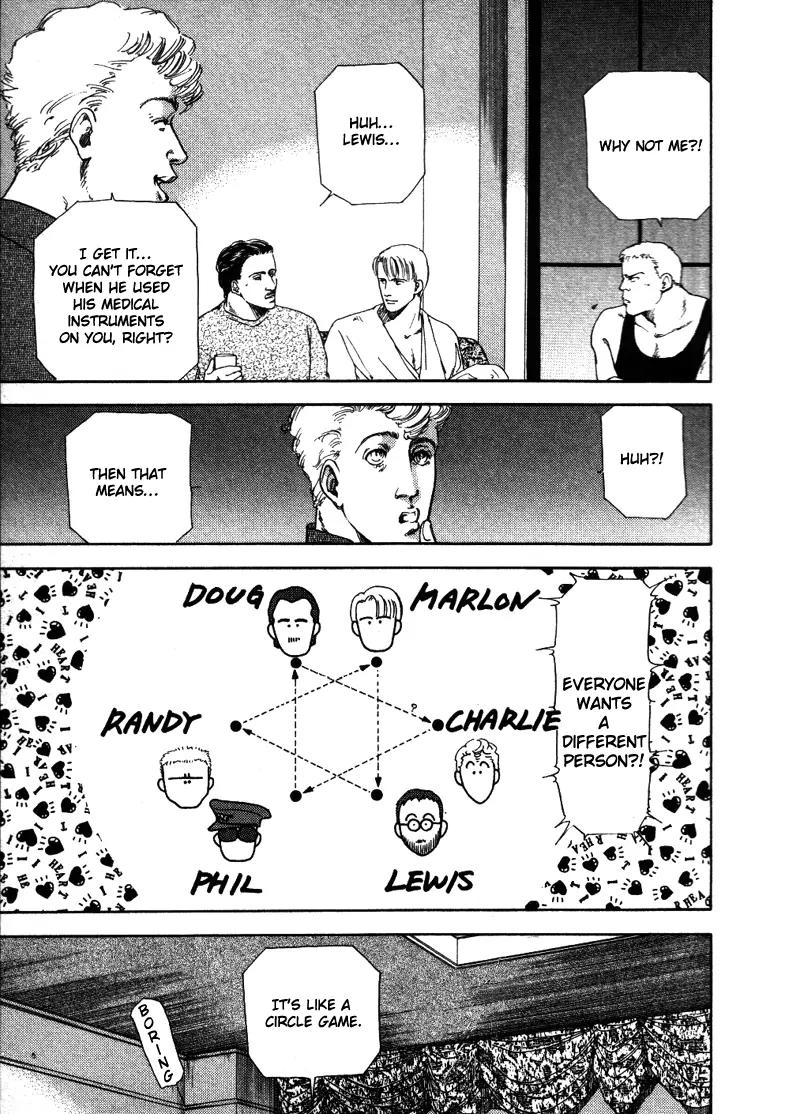 WHY NOT ME?!
HUH...
LEWIS...
I GET IT...
YOU CAN'T FORGET
WHEN HE USED
HIS MEDICAL
INSTRUMENTS
ON YOU, RIGHT?
HUH?!
THEN THAT
MEANS...
EVERYONE
WANTS
A
DIFFERENT
PERSON?!
DOUG
MARLON
RANDY
?
CHARLIE
PHIL
LEWIS
I HEART
IT'S LIKE A
CIRCLE GAME.
BORING